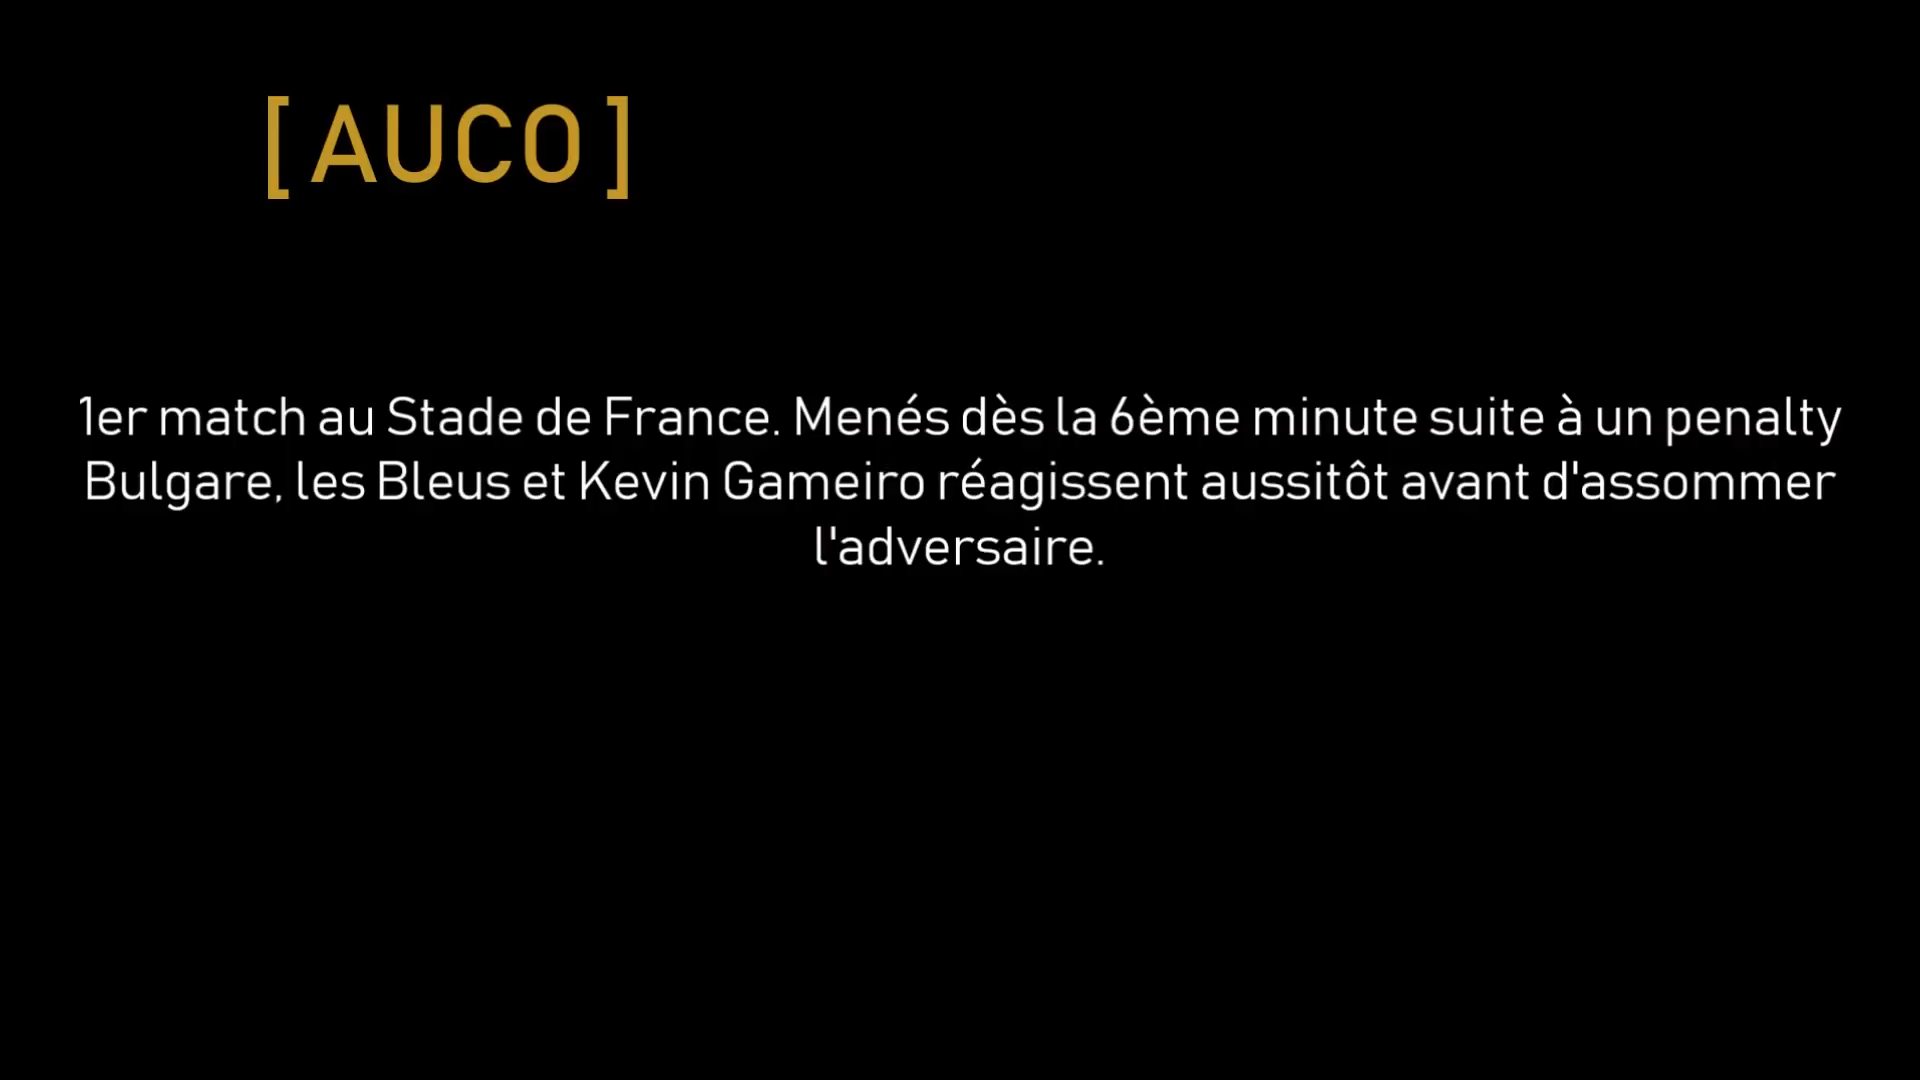 [ AUCO ]
1er match au Stade de France. Menés dès la 6ème minute suite à un penalty
Bulgare, les Bleus et Kevin Gameiro réagissent aussitôt avant d'assommer
l'adversaire.